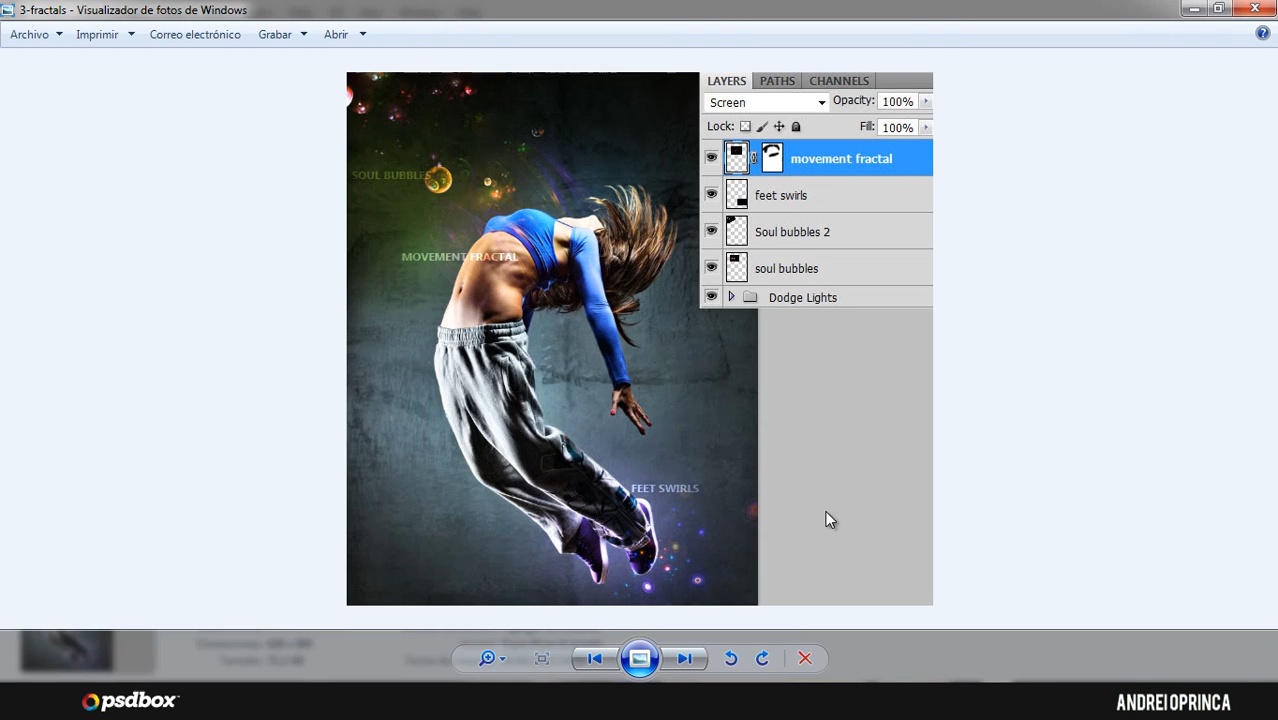 3-fractals - Visualizador de fotos de Windows
Archivo Imprimir Correo electrónico Grabar Abrir
LAYERS PATHS CHANNELS
Screen Opacity: 100%
Lock: Fill: 100%
movement fractal
feet swirls
Soul bubbles 2
soul bubbles
Dodge Lights
SOUL BUBBLES
MOVEMENT FRACTAL
FEET SWIRLS
psdbox
ANDREI OPRINCA